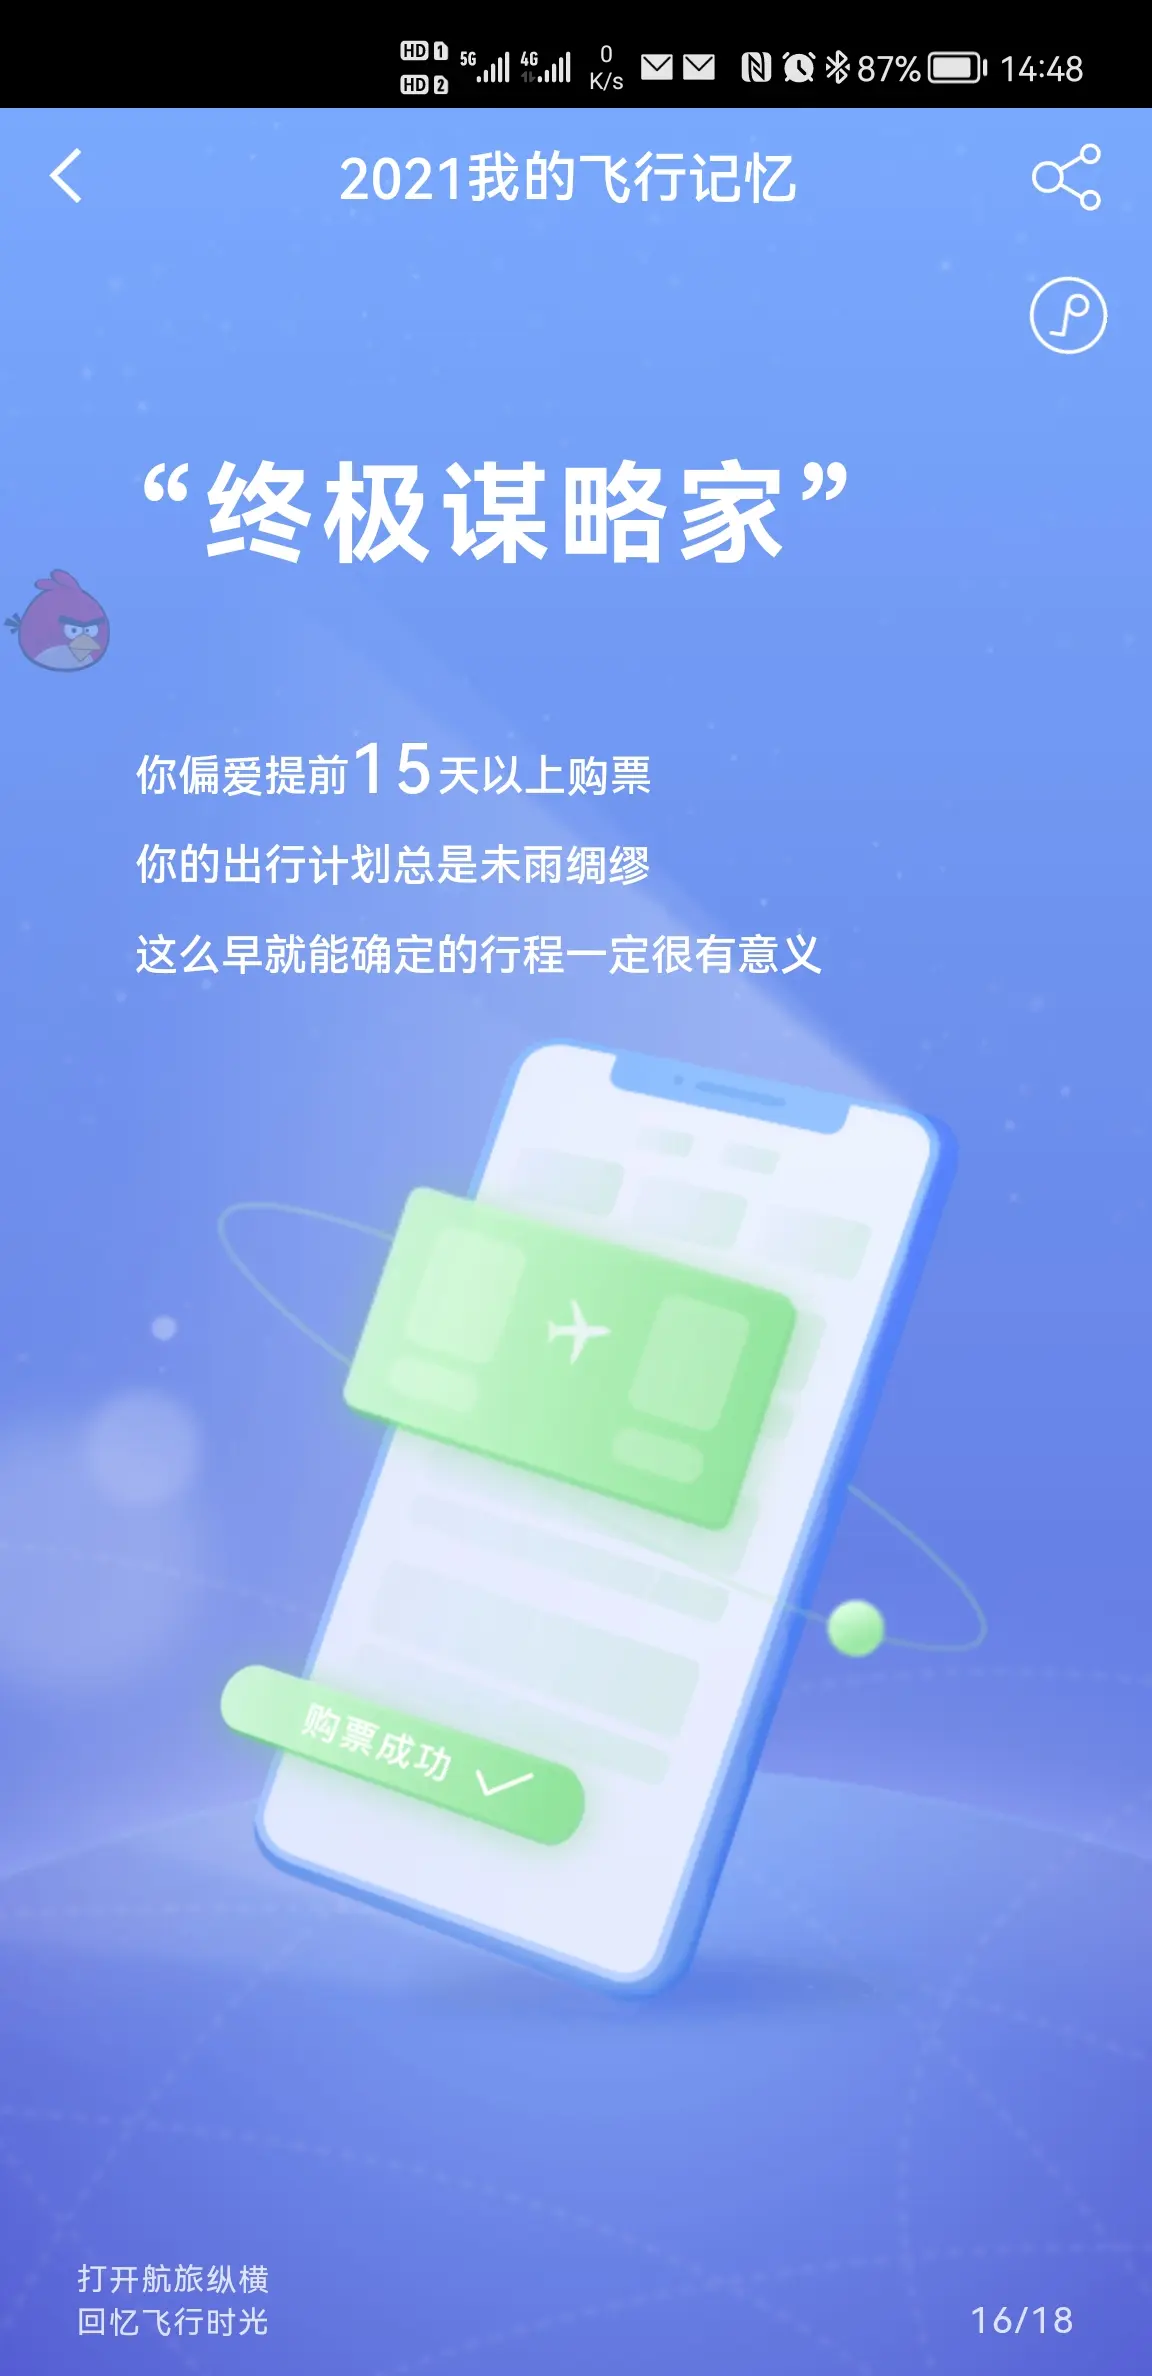 HD 1 5G 4G 0 87% 14:48
HD 2 K/s
2021我的飞行记忆
“终极谋略家”
你偏爱提前15天以上购票
你的出行计划总是未雨绸缪
这么早就能确定的行程一定很有意义
购票成功
打开航旅纵横
回忆飞行时光
16/18